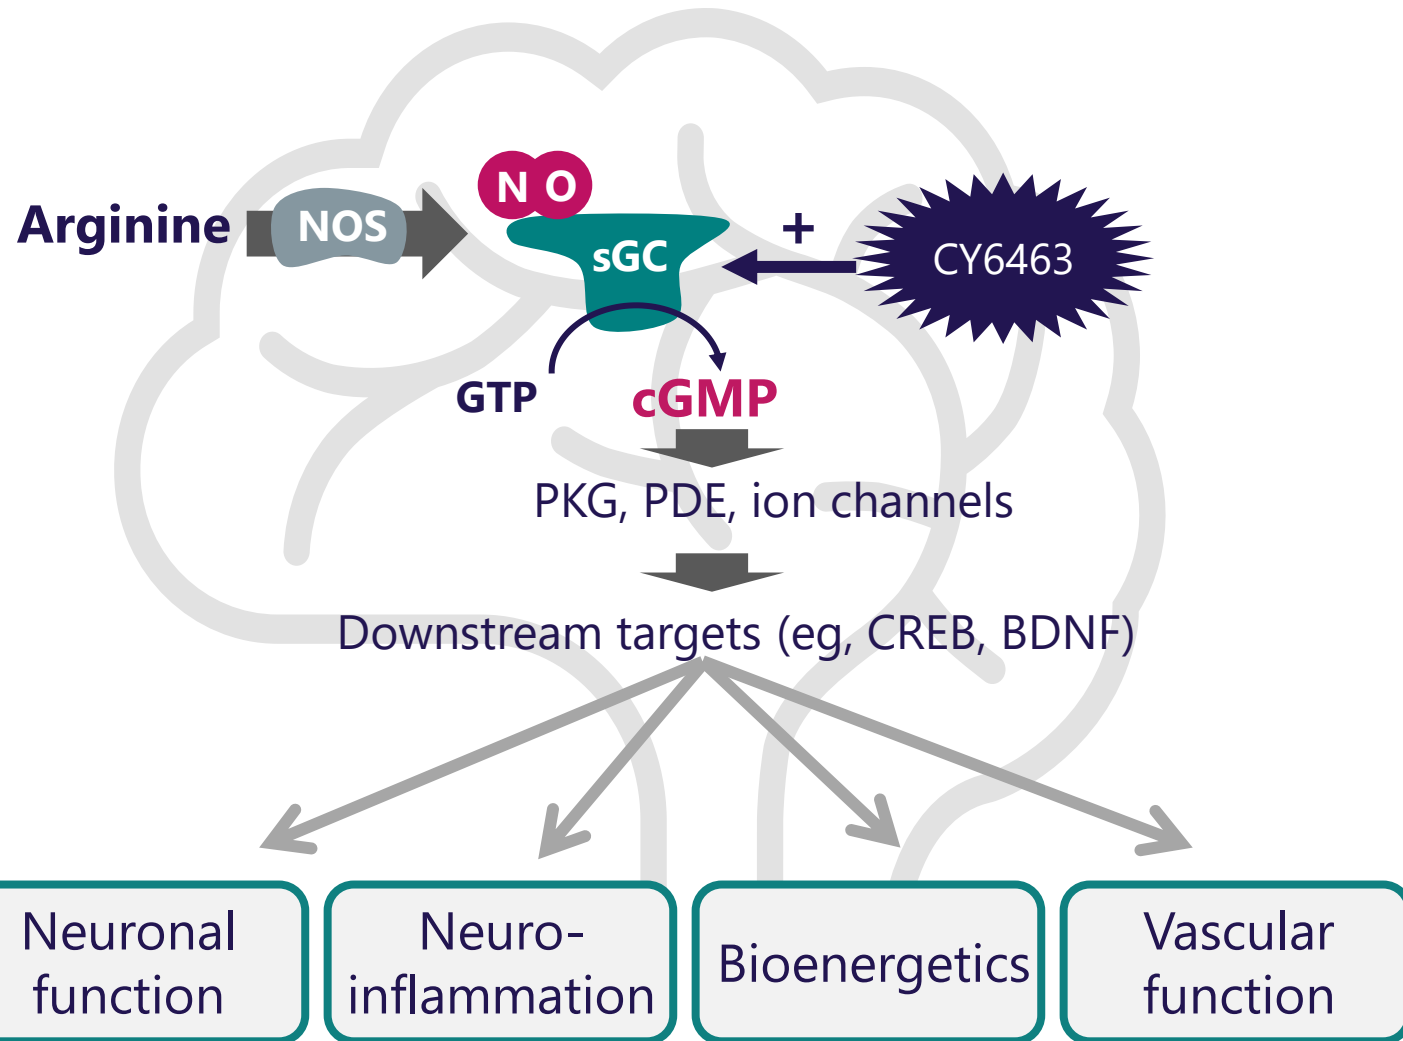 Arginine
NOS
N O
sGC
+
CY6463
GTP
cGMP
PKG, PDE, ion channels
Downstream targets (eg, CREB, BDNF)
Neuronal
function
Neuro-
inflammation
Bioenergetics
Vascular
function